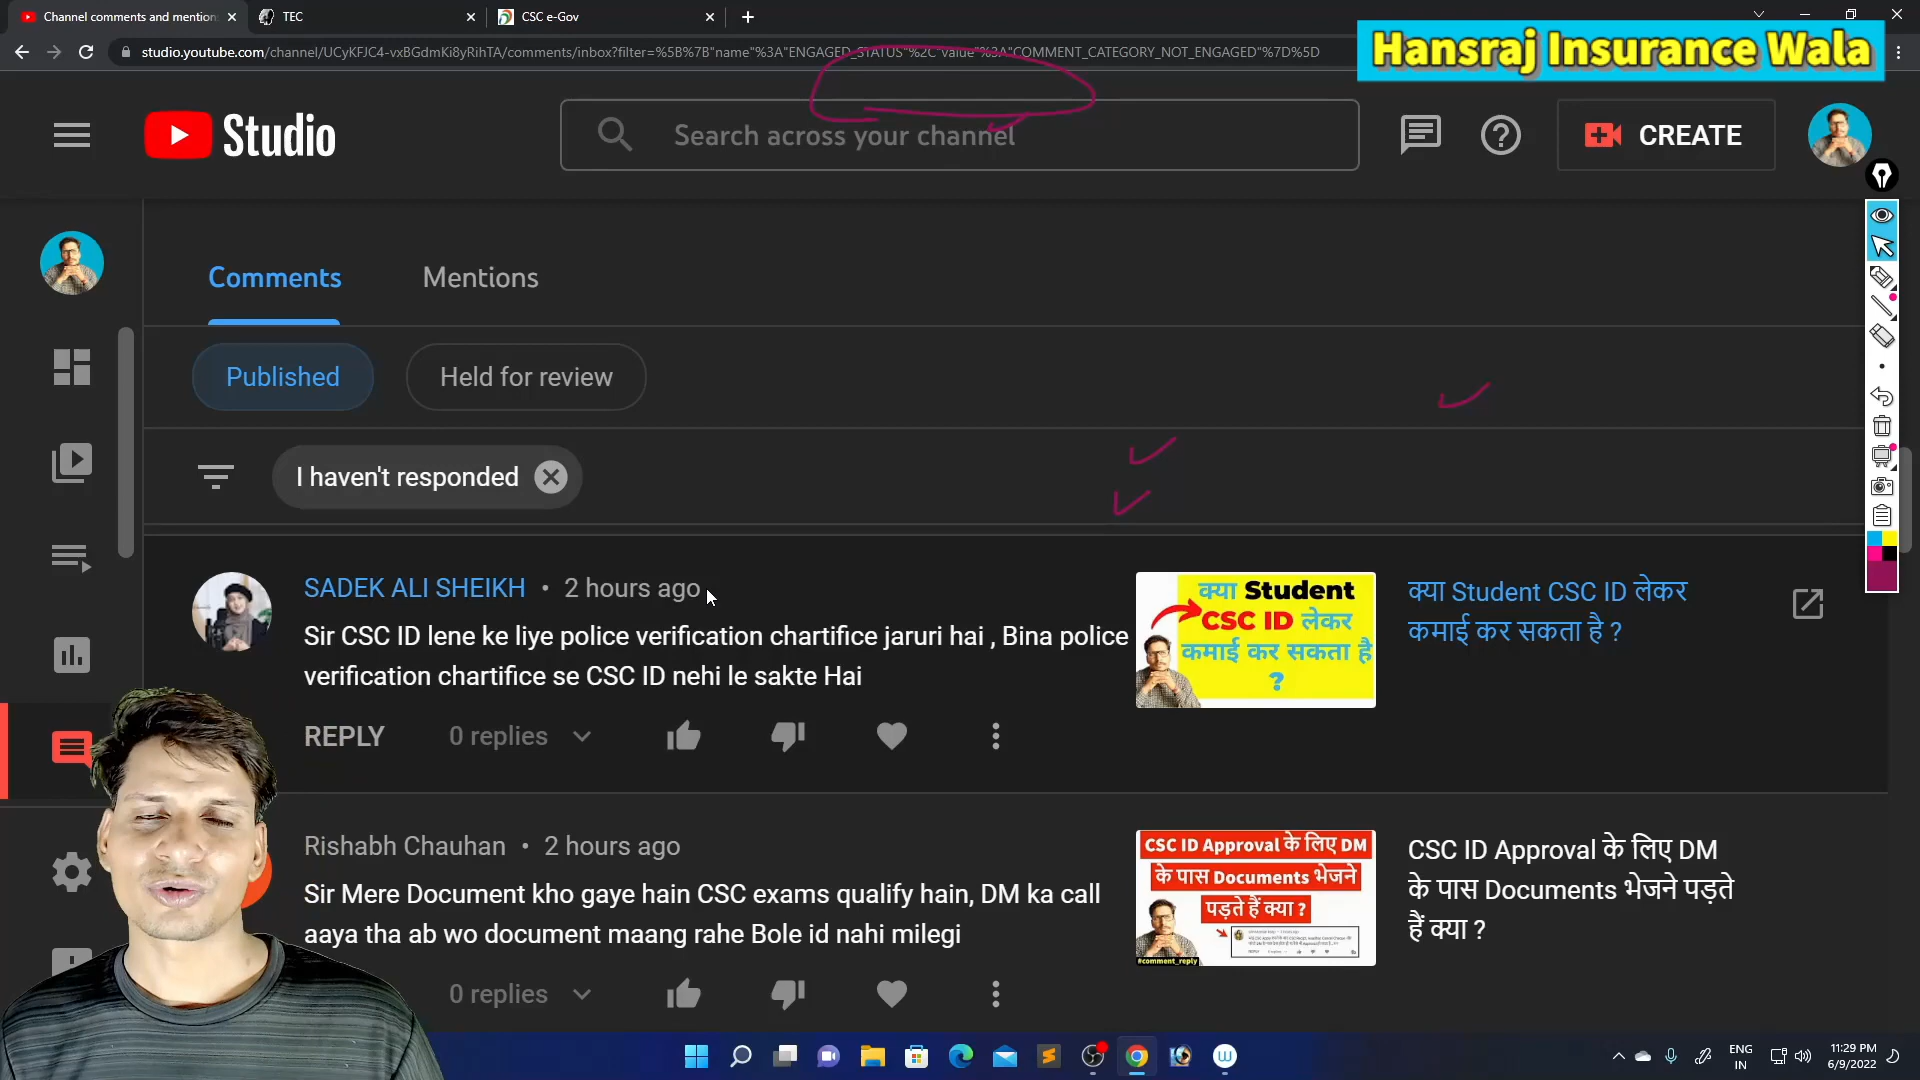 Channel comments and mention
TEC
CSC e-Gov
studio.youtube.com/channel/UCyKFJC4-vxBGdmKi8yRihTA/comments/inbox?filter=%5B%7B"name"%3A"ENGAGED_STATUS"%2C"value"%3A"COMMENT_CATEGORY_NOT_ENGAGED"%7D%5D
Hansraj Insurance Wala
Studio
Search across your channel
CREATE
Comments
Mentions
Published
Held for review
I haven't responded
SADEK ALI SHEIKH • 2 hours ago
Sir CSC ID lene ke liye police verification chartifice jaruri hai , Bina police
verification chartifice se CSC ID nehi le sakte Hai
REPLY
0 replies
क्या Student
CSC ID लेकर
कमाई कर सकता है
?
क्या Student CSC ID लेकर
कमाई कर सकता है ?
Rishabh Chauhan • 2 hours ago
Sir Mere Document kho gaye hain CSC exams qualify hain, DM ka call
aaya tha ab wo document maang rahe Bole id nahi milegi
0 replies
CSC ID Approval के लिए DM
के पास Documents भेजने
पड़ते हैं क्या ?
#comment_reply
CSC ID Approval के लिए DM
के पास Documents भेजने पड़ते
हैं क्या ?
ENG
IN
11:29 PM
6/9/2022